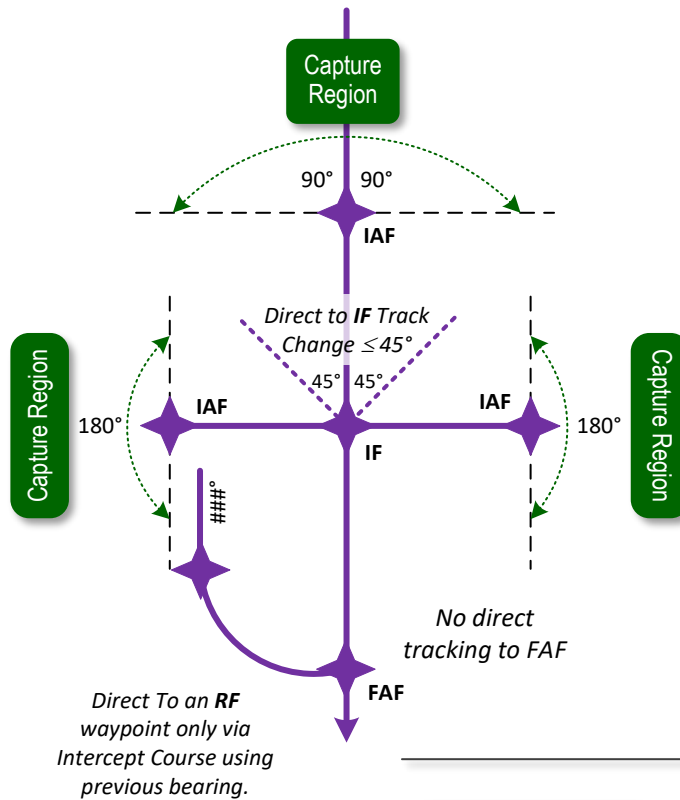 Capture
Region
90° 90°
IAF
Direct to IF Track
Change ≤ 45°
45° 45°
Capture Region
180°
IAF
IAF
180°
Capture Region
IF
###°
No direct
tracking to FAF
FAF
Direct To an RF
waypoint only via
Intercept Course using
previous bearing.